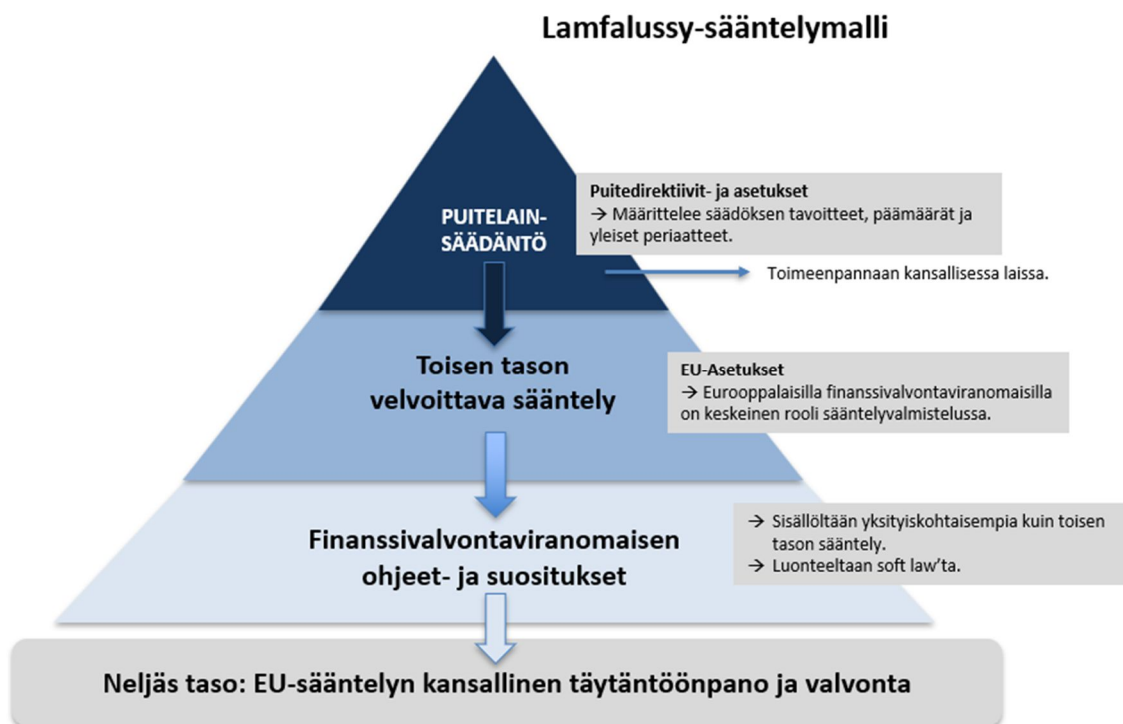 Lamfalussy-sääntelymalli
PUITELAIN-
SÄÄDÄNTÖ
Puitedirektiivit- ja asetukset
→ Määrittelee säädöksen tavoitteet, päämäärät ja
yleiset periaatteet.
Toimeenpannaan kansallisessa laissa.
Toisen tason
velvoittava sääntely
EU-Asetukset
→ Eurooppalaisilla finanssivalvontaviranomaisilla
on keskeinen rooli sääntelyvalmistelussa.
Finanssivalvontaviranomaisen
ohjeet- ja suositukset
→ Sisällöltään yksityiskohtaisempia kuin toisen
tason sääntely.
→ Luonteeltaan soft law’ta.
Neljäs taso: EU-sääntelyn kansallinen täytäntöönpano ja valvonta